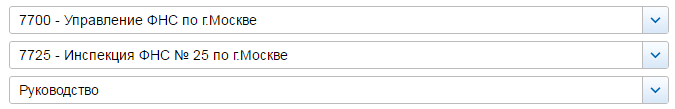 7700 - Управление ФНС по г.Москве
7725 - Инспекция ФНС № 25 по г.Москве
Руководство